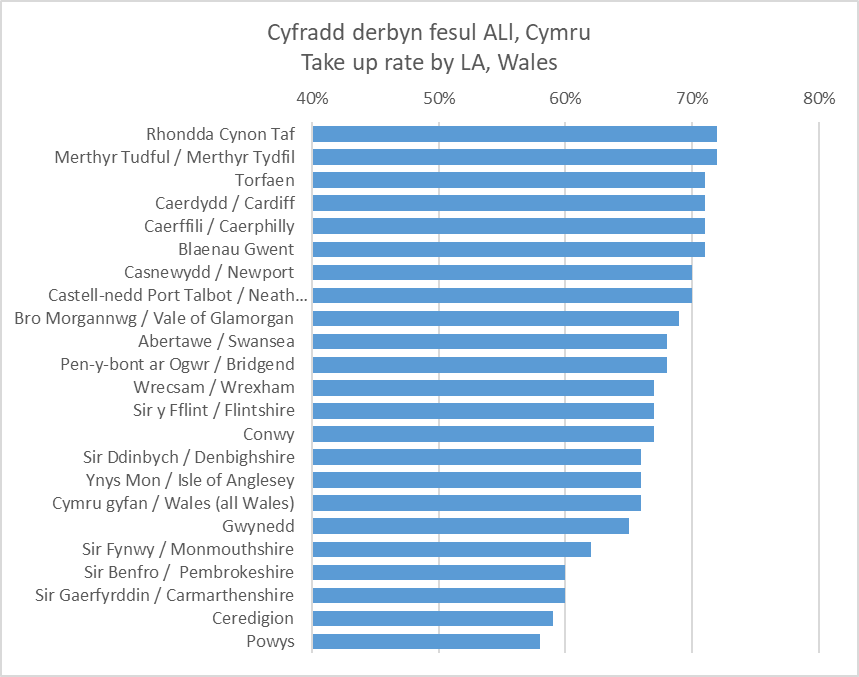 Cyfradd derbyn fesul ALl, Cymru
Take up rate by LA, Wales
40% 50% 60% 70% 80%
Rhondda Cynon Taf
Merthyr Tudful / Merthyr Tydfil
Torfaen
Caerdydd / Cardiff
Caerffili / Caerphilly
Blaenau Gwent
Casnewydd / Newport
Castell-nedd Port Talbot / Neath...
Bro Morgannwg / Vale of Glamorgan
Abertawe / Swansea
Pen-y-bont ar Ogwr / Bridgend
Wrecsam / Wrexham
Sir y Fflint / Flintshire
Conwy
Sir Ddinbych / Denbighshire
Ynys Mon / Isle of Anglesey
Cymru gyfan / Wales (all Wales)
Gwynedd
Sir Fynwy / Monmouthshire
Sir Benfro /  Pembrokeshire
Sir Gaerfyrddin / Carmarthenshire
Ceredigion
Powys